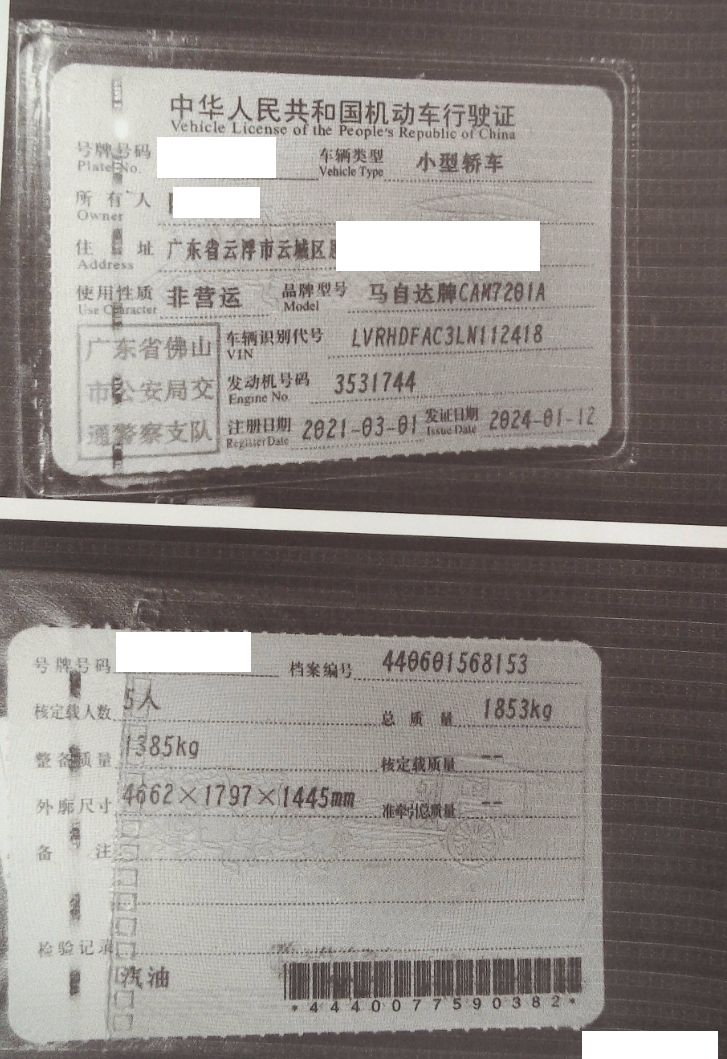 中华人民共和国机动车行驶证
Vehicle License of the People's Republic of China
号牌号码 车辆类型 小型轿车
Plate No. Vehicle Type
所有人
Owner
住址 广东省云浮市云城区
Address
使用性质 非营运 品牌型号 马自达牌CAM7201A
Use Character Model
广东省佛山
市公安局交
通警察支队
车辆识别代号 LVRHDFAC3LN112418
VIN
发动机号码 3531744
Engine No.
注册日期 2021-03-01 发证日期 2024-01-12
Register Date Issue Date
号牌号码 档案编号 440601568153
核定载人数 5人 总质量 1853kg
整备质量 1385kg 核定载质量 --
外廓尺寸 4662×1797×1445mm 准牵引总质量 --
备注
检验记录
汽油
*4440077590382*